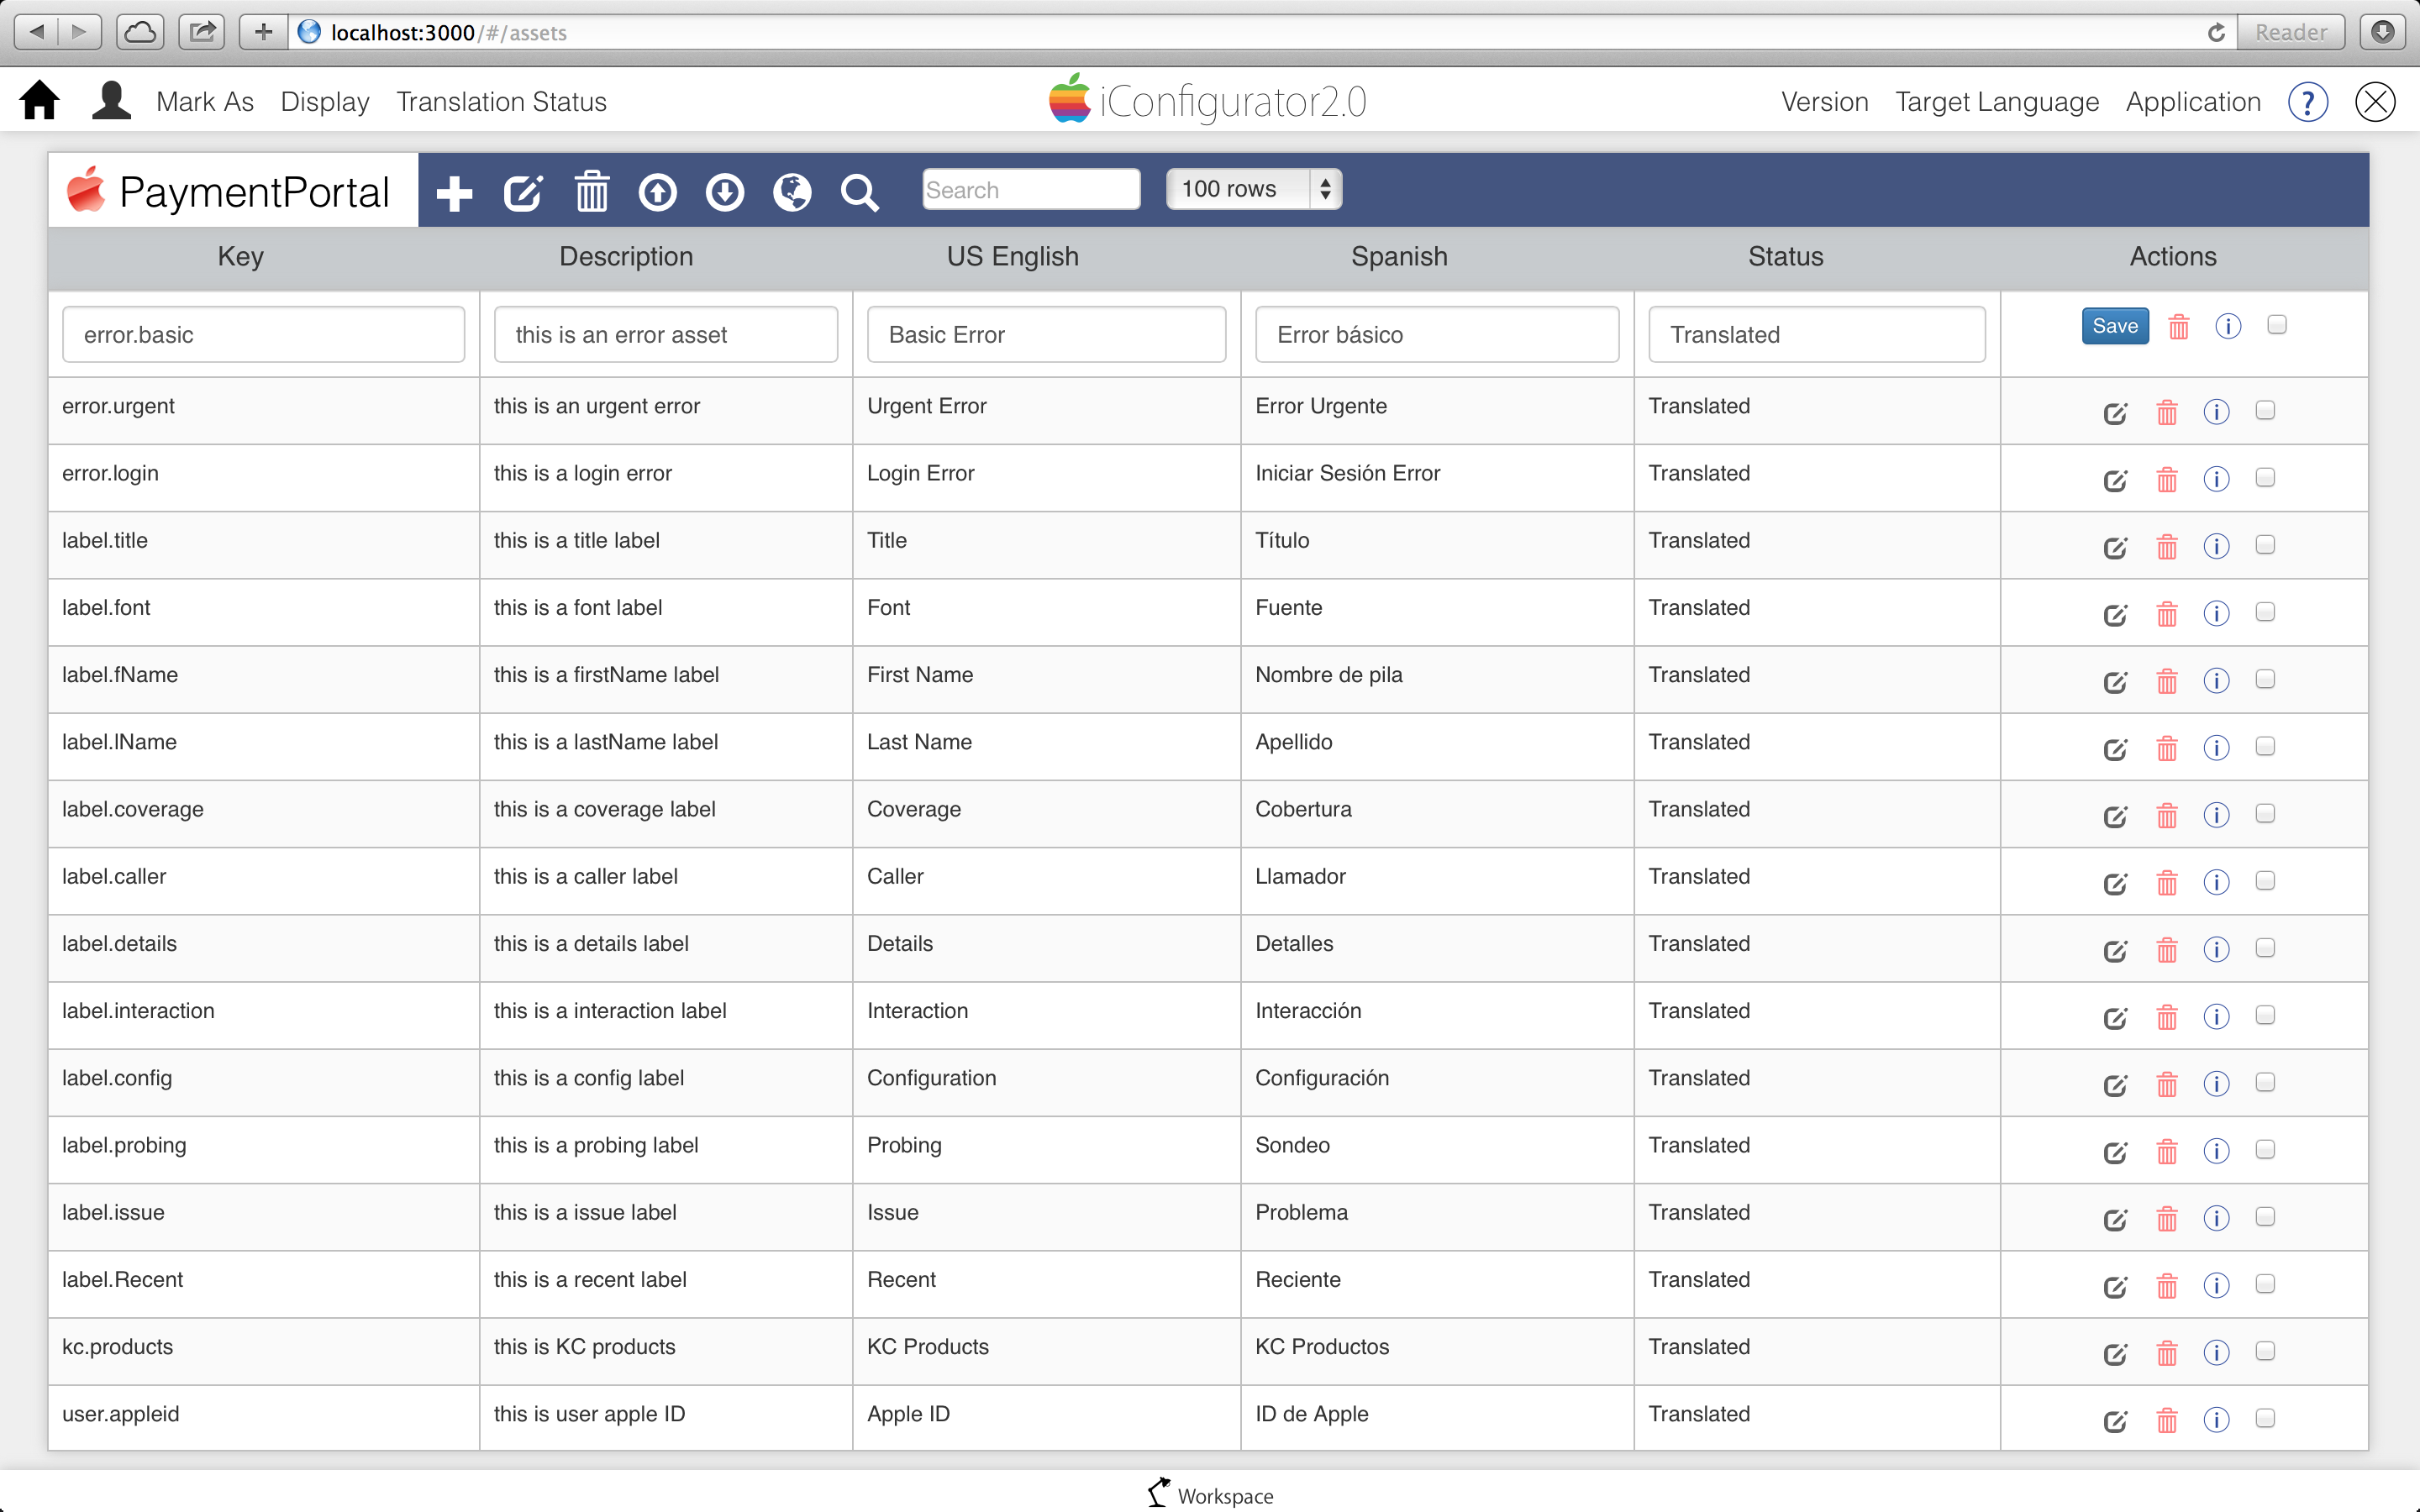 localhost:3000/#/assets Reader
Mark As Display Translation Status iConfigurator2.0 Version Target Language Application ?
PaymentPortal Search 100 rows
Key Description US English Spanish Status Actions
error.basic this is an error asset Basic Error Error básico Translated Save
error.urgent this is an urgent error Urgent Error Error Urgente Translated
error.login this is a login error Login Error Iniciar Sesión Error Translated
label.title this is a title label Title Título Translated
label.font this is a font label Font Fuente Translated
label.fName this is a firstName label First Name Nombre de pila Translated
label.lName this is a lastName label Last Name Apellido Translated
label.coverage this is a coverage label Coverage Cobertura Translated
label.caller this is a caller label Caller Llamador Translated
label.details this is a details label Details Detalles Translated
label.interaction this is a interaction label Interaction Interacción Translated
label.config this is a config label Configuration Configuración Translated
label.probing this is a probing label Probing Sondeo Translated
label.issue this is a issue label Issue Problema Translated
label.Recent this is a recent label Recent Reciente Translated
kc.products this is KC products KC Products KC Productos Translated
user.appleid this is user apple ID Apple ID ID de Apple Translated
Workspace